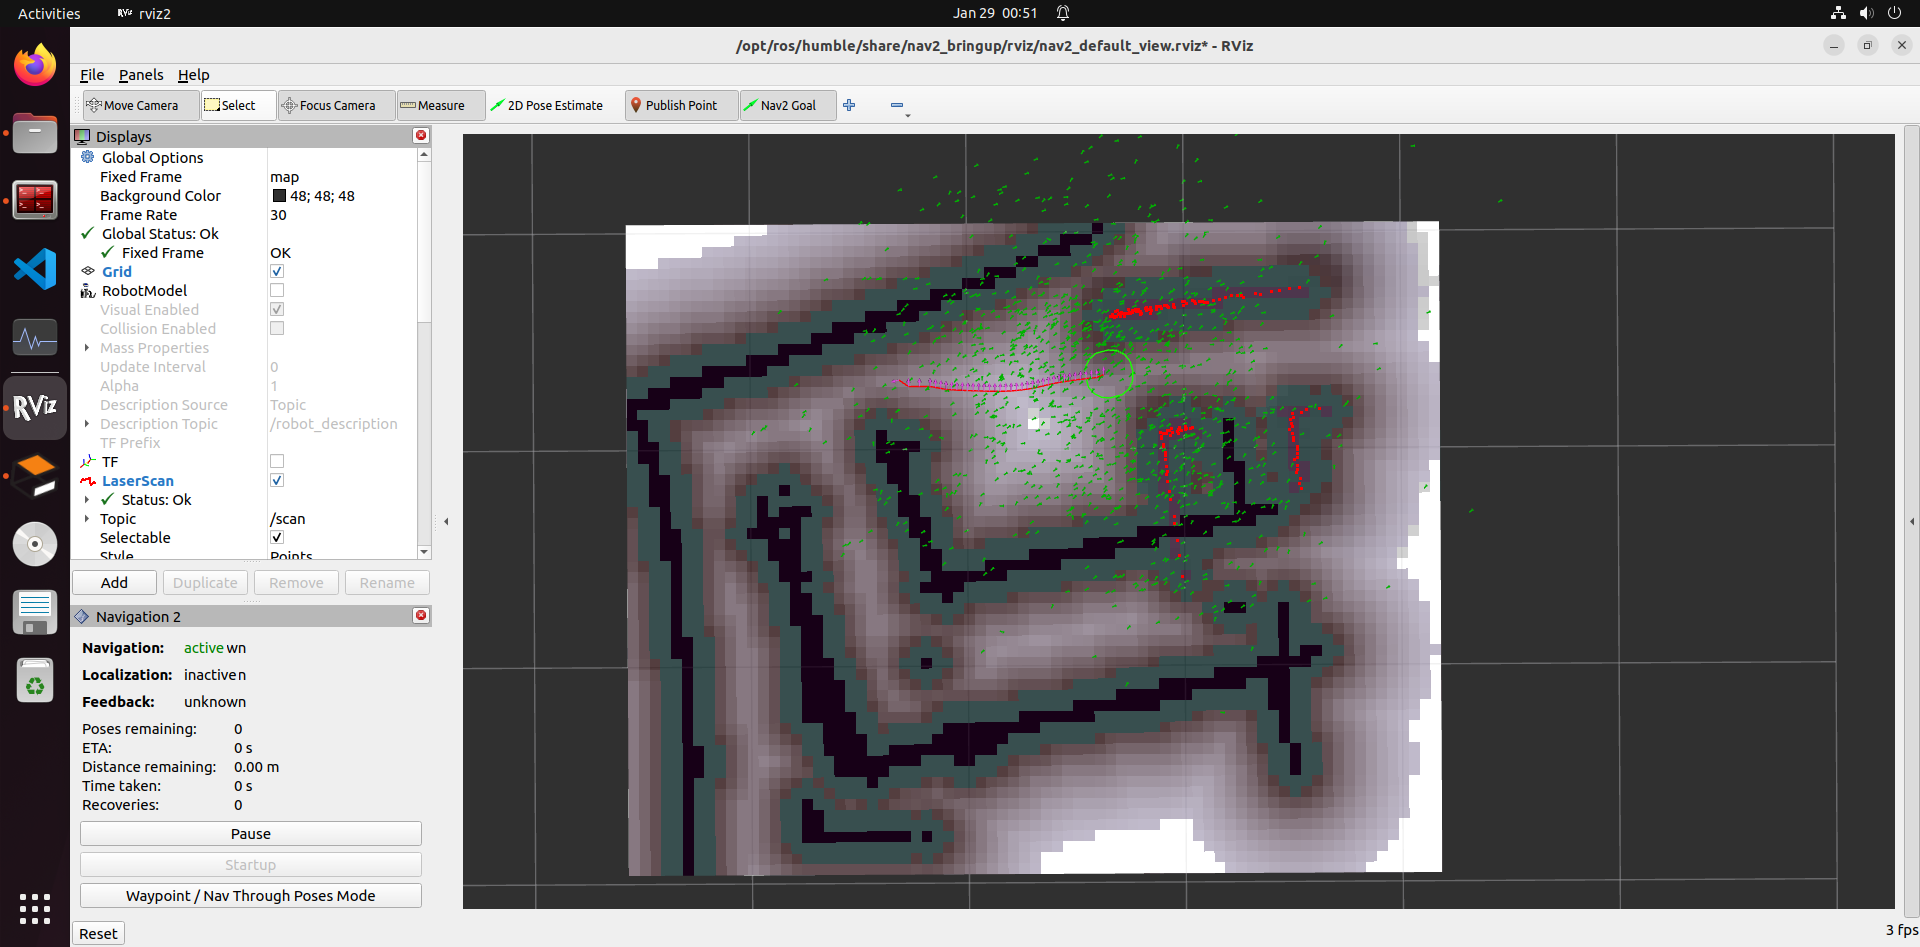 Activities
rviz2
Jan 29 00:51
/opt/ros/humble/share/nav2_bringup/rviz/nav2_default_view.rviz* - RViz
File Panels Help
Move Camera
Select
Focus Camera
Measure
2D Pose Estimate
Publish Point
Nav2 Goal
Displays
Global Options
Fixed Frame map
Background Color 48; 48; 48
Frame Rate 30
Global Status: Ok
Fixed Frame OK
Grid
RobotModel
Visual Enabled
Collision Enabled
Mass Properties
Update Interval 0
Alpha 1
Description Source Topic
Description Topic /robot_description
TF Prefix
TF
LaserScan
Status: Ok
Topic /scan
Selectable
Style Points
Add Duplicate Remove Rename
Navigation 2
Navigation: active wn
Localization: inactive n
Feedback: unknown
Poses remaining: 0
ETA: 0 s
Distance remaining: 0.00 m
Time taken: 0 s
Recoveries: 0
Pause
Startup
Waypoint / Nav Through Poses Mode
Reset
3 fps
RViz